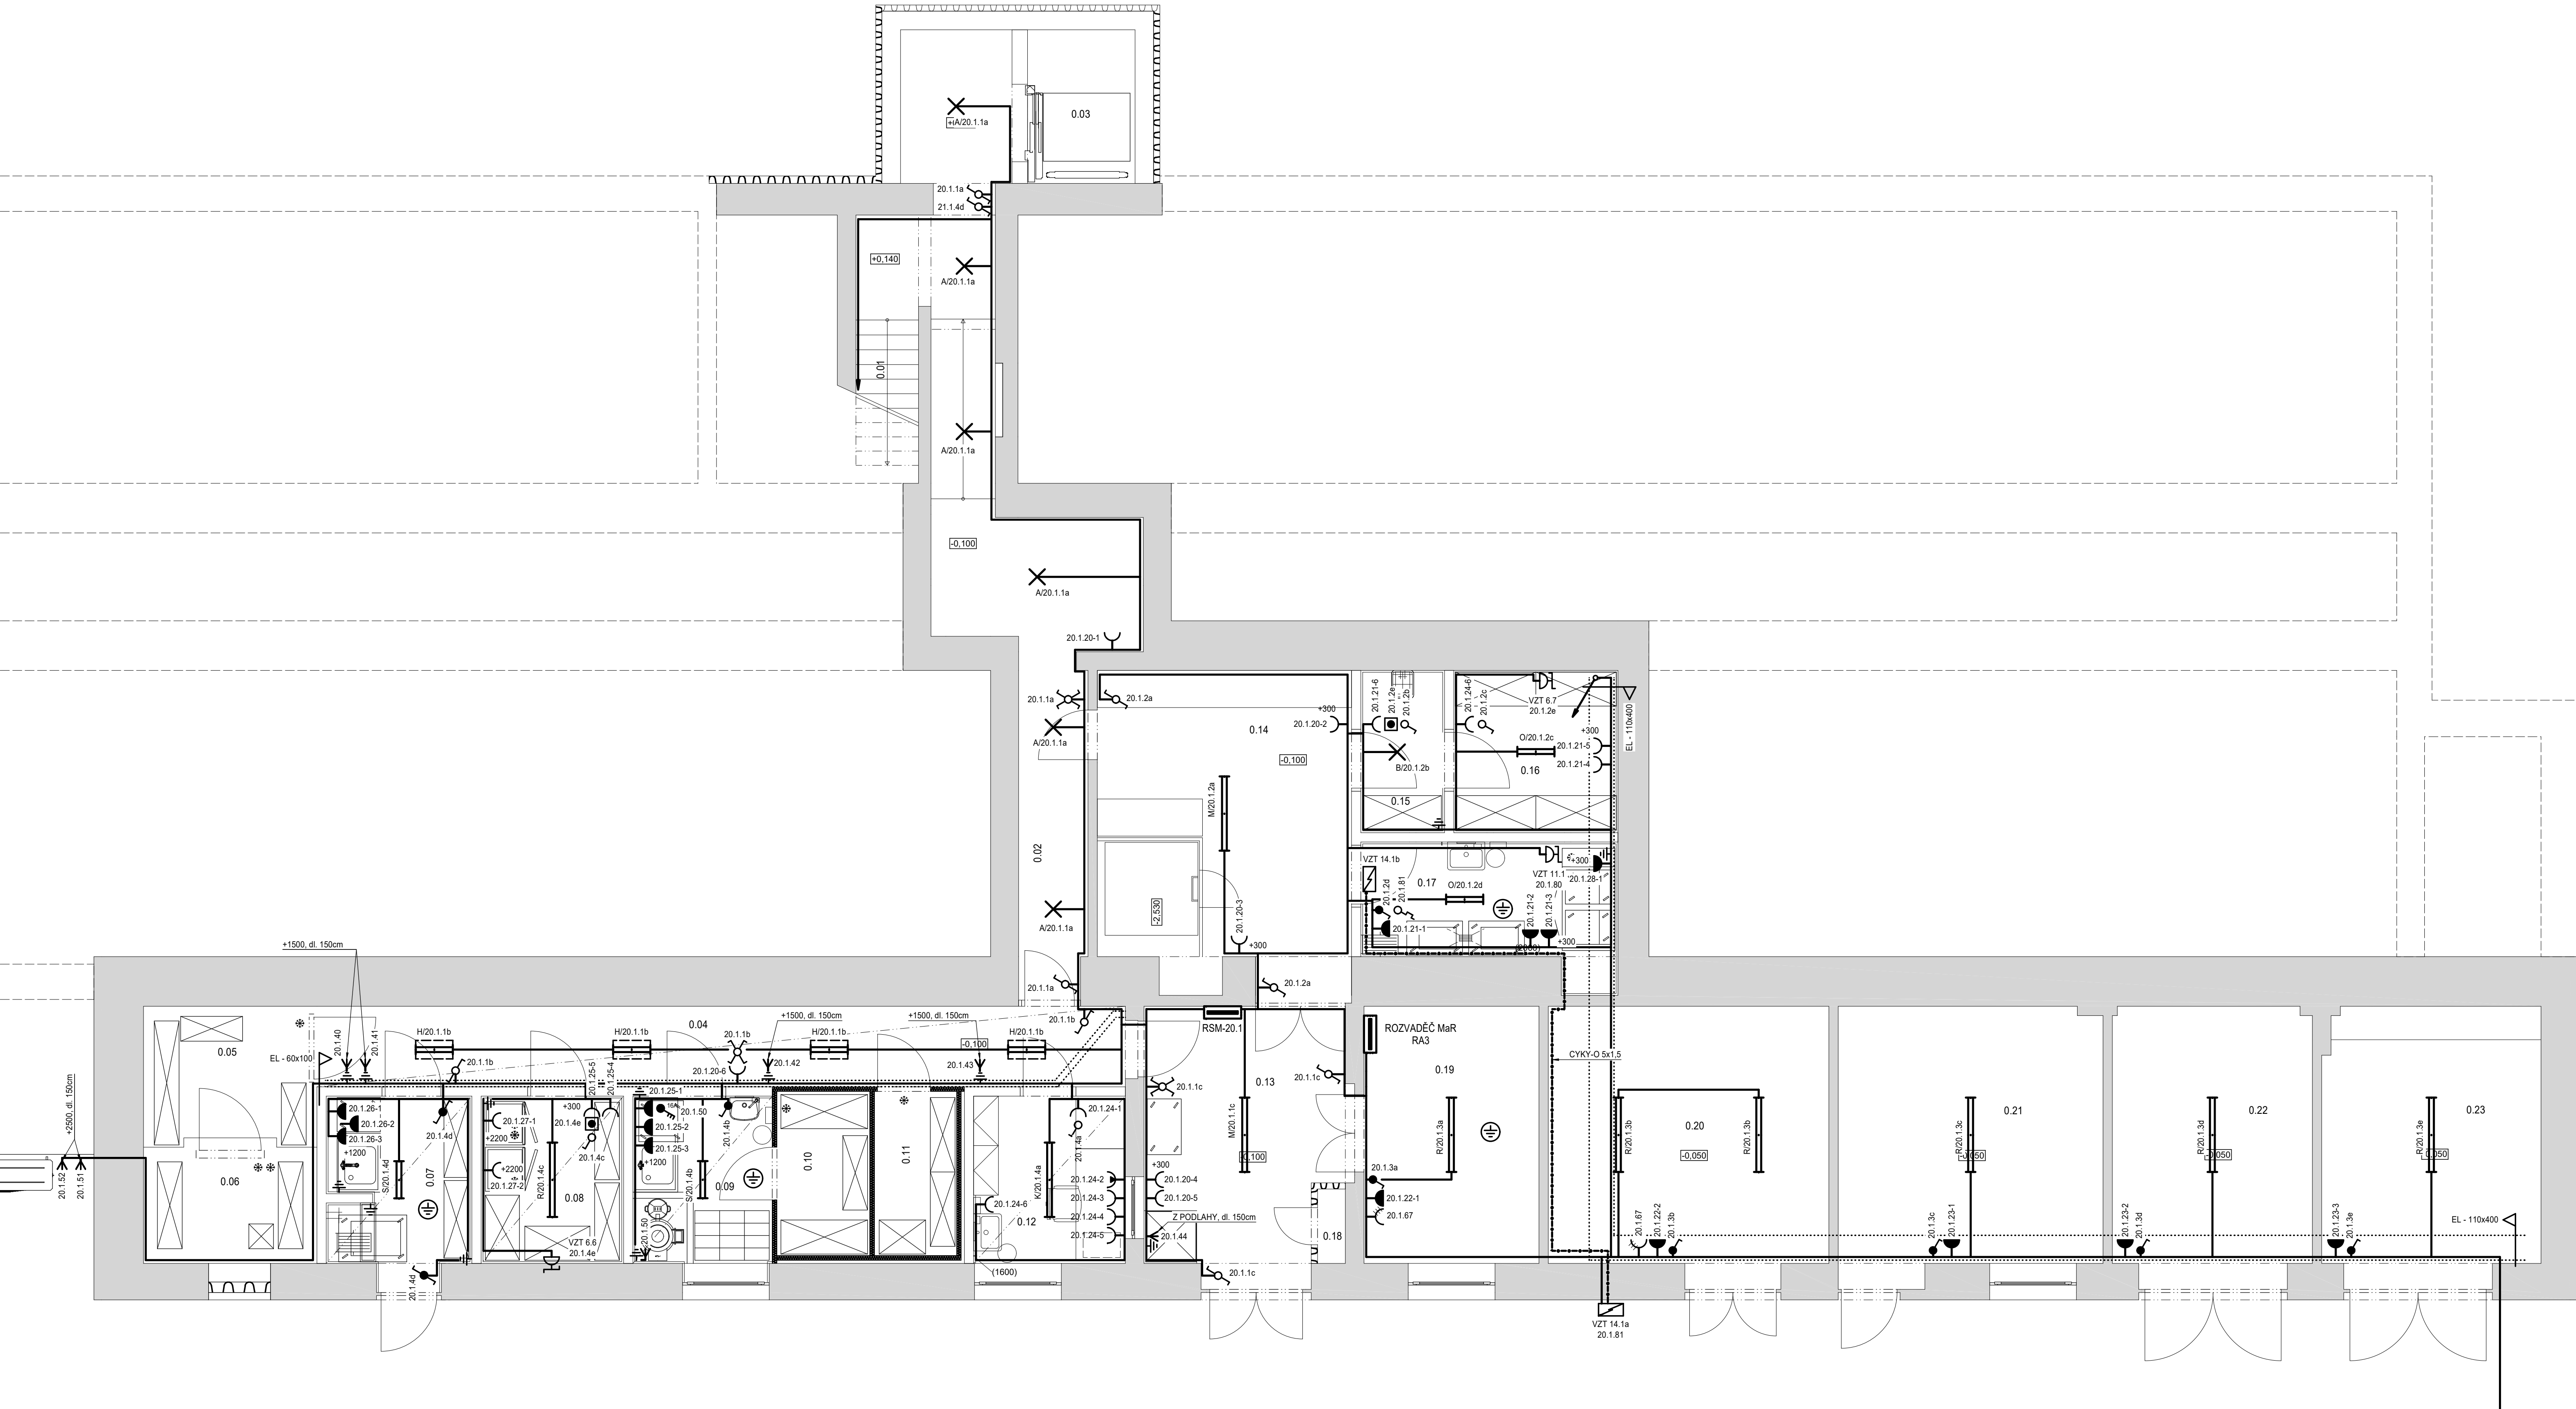 0.03
+iA/20.1.1a
20.1.1a
21.1.4d
+0,140
A/20.1.1a
0.01
A/20.1.1a
-0,100
A/20.1.1a
20.1.20-1
20.1.1a
20.1.2a
A/20.1.1a
0.14
+300
20.1.20-2
-0,100
M/20.1.2a
20.1.21-6
20.1.2e
20.1.2b
B/20.1.2b
0.15
20.1.24-6
20.1.2c
VZT 6.7
20.1.2e
O/20.1.2c
+300
20.1.21-5
20.1.21-4
0.16
EL - 110x400
0.02
-2,530
20.1.20-3
+300
A/20.1.1a
VZT 14.1b
20.1.2d
20.1.81
0.17
O/20.1.2d
20.1.21-1
20.1.21-2
20.1.21-3
VZT 11.1
20.1.80
+300
20.1.28-1
+300
20.1.1a
20.1.2a
+1500, dl. 150cm
+1500, dl. 150cm
+1500, dl. 150cm
0.05
EL - 60x100
20.1.40
20.1.41
H/20.1.1b
20.1.1b
H/20.1.1b
0.04
20.1.1b
20.1.20-6
20.1.42
H/20.1.1b
20.1.43
-0,100
H/20.1.1b
20.1.1b
RSM-20.1
ROZVADĚČ MaR
RA3
CYKY-O 5x1,5
+2500, dl. 150cm
20.1.52
20.1.51
0.06
20.1.26-1
20.1.26-2
20.1.26-3
+1200
S/20.1.4d
20.1.4d
0.07
20.1.4d
20.1.27-1
+2200
+2200
20.1.27-2
R/20.1.4c
+300
20.1.4e
20.1.4c
20.1.25-5
20.1.25-4
0.08
VZT 6.6
20.1.4e
20.1.25-1
20.1.50
20.1.25-2
20.1.25-3
+1200
S/20.1.4b
20.1.4b
0.09
20.1.50
0.10
0.11
20.1.24-6
0.12
(1600)
K/20.1.4a
20.1.24-1
20.1.4a
20.1.24-2
20.1.24-3
20.1.24-4
20.1.24-5
20.1.1c
0.13
20.1.1c
M/20.1.1c
-0,100
+300
20.1.20-4
20.1.20-5
Z PODLAHY, dl. 150cm
20.1.44
20.1.1c
0.18
0.19
R/20.1.3a
20.1.3a
20.1.22-1
20.1.67
R/20.1.3b
0.20
-0,050
R/20.1.3b
20.1.67
20.1.22-2
20.1.3b
VZT 14.1a
20.1.81
R/20.1.3c
0.21
-0,050
20.1.3c
20.1.23-1
R/20.1.3d
0.22
20.1.23-2
20.1.3d
R/20.1.3e
0.23
20.1.23-3
20.1.3e
EL - 110x400